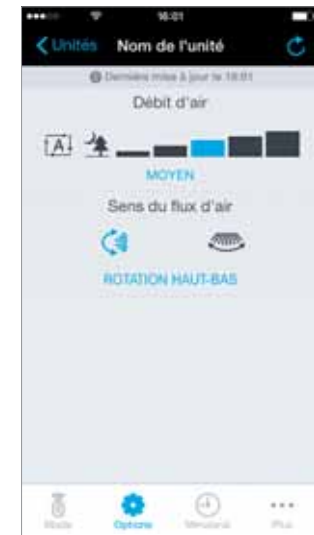 16:01
Unités Nom de l'unité
Dernière mise à jour le 16:01
Débit d'air
A
MOYEN
Sens du flux d'air
ROTATION HAUT-BAS
Mode Options Plus